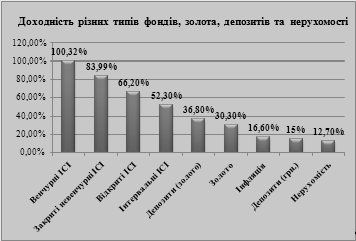 Доходність різних типів фондів, золота, депозитів та нерухомості
120,00%
100,00%
80,00%
60,00%
40,00%
20,00%
0,00%
100,32%
83,99%
66,20%
52,30%
36,80%
30,30%
16,60%
15%
12,70%
Венчурні ІСІ
Закриті невенчурні ІСІ
Відкриті ІСІ
Інтервальні ІСІ
Депозити (золото)
Золото
Інфляція
Депозити (грн.)
Нерухомість